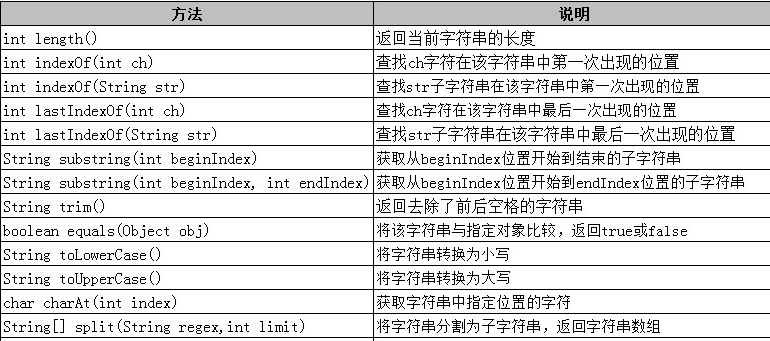 方法 说明
int length() 返回当前字符串的长度
int indexOf(int ch) 查找ch字符在该字符串中第一次出现的位置
int indexOf(String str) 查找str子字符串在该字符串中第一次出现的位置
int lastIndexOf(int ch) 查找ch字符在该字符串中最后一次出现的位置
int lastIndexOf(String str) 查找str子字符串在该字符串中最后一次出现的位置
String substring(int beginIndex) 获取从beginIndex位置开始到结束的子字符串
String substring(int beginIndex, int endIndex) 获取从beginIndex位置开始到endIndex位置的子字符串
String trim() 返回去除了前后空格的字符串
boolean equals(Object obj) 将该字符串与指定对象比较，返回true或false
String toLowerCase() 将字符串转换为小写
String toUpperCase() 将字符串转换为大写
char charAt(int index) 获取字符串中指定位置的字符
String[] split(String regex,int limit) 将字符串分割为子字符串，返回字符串数组